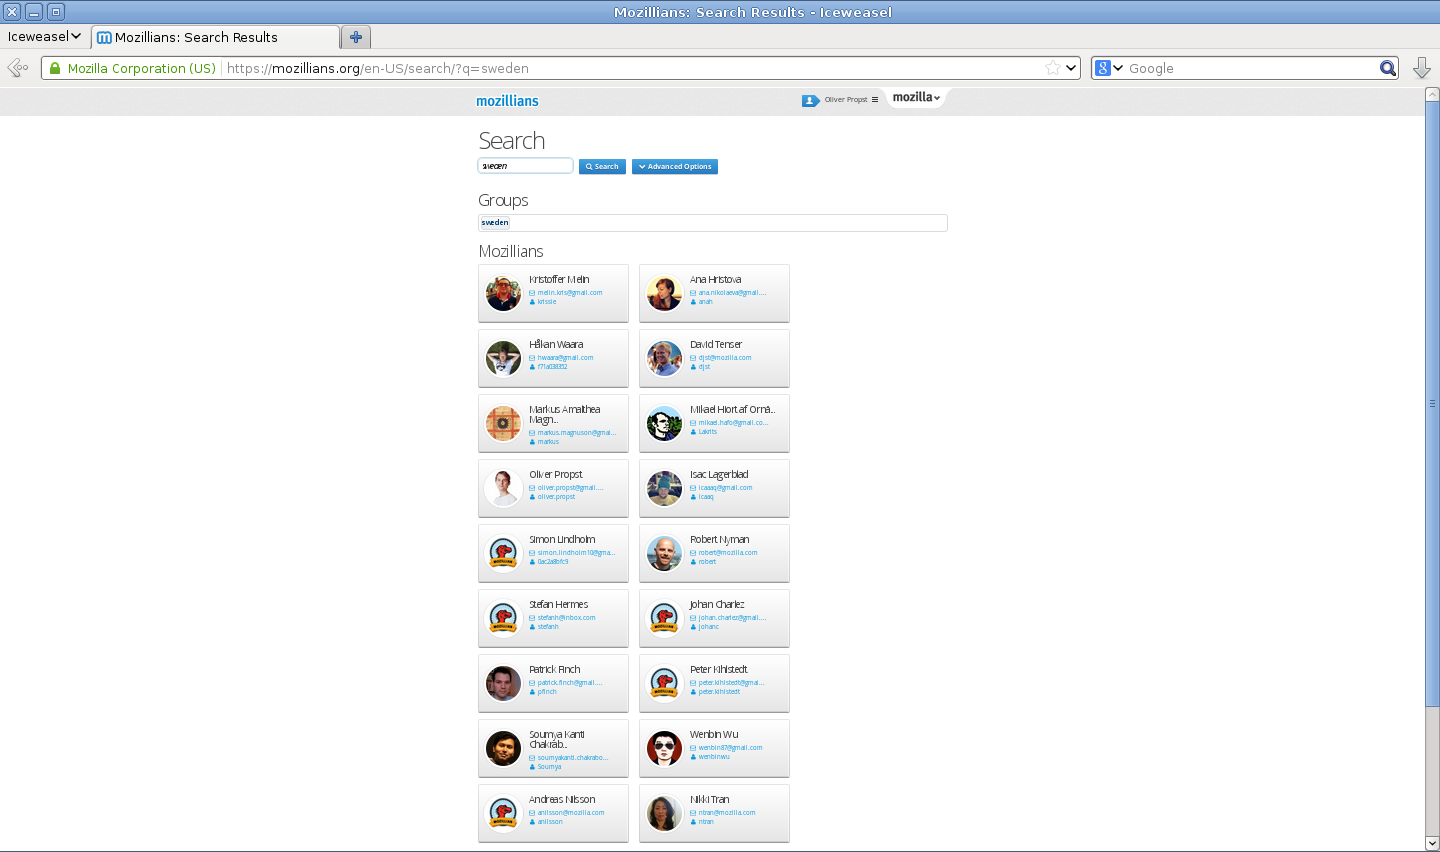 Mozillians: Search Results - Iceweasel
Iceweasel
Mozillians: Search Results
Mozilla Corporation (US)
https://mozillians.org/en-US/search/?q=sweden
Google
mozillians
Oliver Propst
mozilla
Search
sweden
Search
Advanced Options
Groups
sweden
Mozillians
Kristoffer Melin
melin.kris@gmail.com
krissie
Ana Hristova
ana.nikolaeva@gmail....
anah
Håkan Waara
hwaara@gmail.com
f71a038352
David Tenser
djst@mozilla.com
djst
Markus Amalthea
Magn...
markus.magnuson@gmai...
markus
Mikael Hiort af Ornä...
mikael.hafo@gmail.co...
Lakrits
Oliver Propst
oliver.propst@gmail....
oliver.propst
Isac Lagerblad
icaaaq@gmail.com
icaaq
Simon Lindholm
simon.lindholm10@gma...
0ac2a8bfc9
Robert Nyman
robert@mozilla.com
robert
Stefan Hermes
stefanh@inbox.com
stefanh
Johan Charlez
johan.charlez@gmail....
johanc
Patrick Finch
patrick.finch@gmail....
pfinch
Peter Kihlstedt
peter.kihlstedt@gmai...
peter.kihlstedt
Soumya Kanti
Chakrab...
soumyakanti.chakrabo...
Soumya
Wenbin Wu
wenbin87@gmail.com
wenbinwu
Andreas Nilsson
anilsson@mozilla.com
anilsson
Nikki Tran
ntran@mozilla.com
ntran